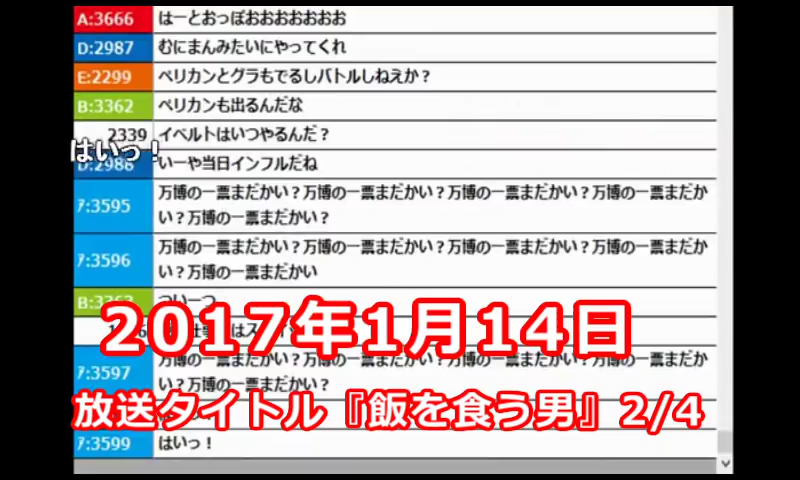 A:3666 はーとおっぽおおおおおおお
D:2987 むにまんみたいにやってくれ
E:2299 ペリカンとグラもでるしバトルしねえか？
B:3362 ペリカンも出るんだな
2339 イベルトはいつやるんだ？
はいっ！
D:2986 いーや当日インフルだね
ｱ:3595 万博の一票まだかい？万博の一票まだかい？万博の一票まだかい？万博の一票まだか
い？万博の一票まだかい？
ｱ:3596 万博の一票まだかい？万博の一票まだかい？万博の一票まだかい？万博の一票まだか
い？万博の一票まだかい
B:3363 ついーつ
2017年1月14日
ｱ:3597 万博の一票まだかい？万博の一票まだかい？万博の一票まだかい？万博の一票まだか
い？万博の一票まだかい？
放送タイトル『飯を食う男』2/4
ｱ:3599 はいっ！